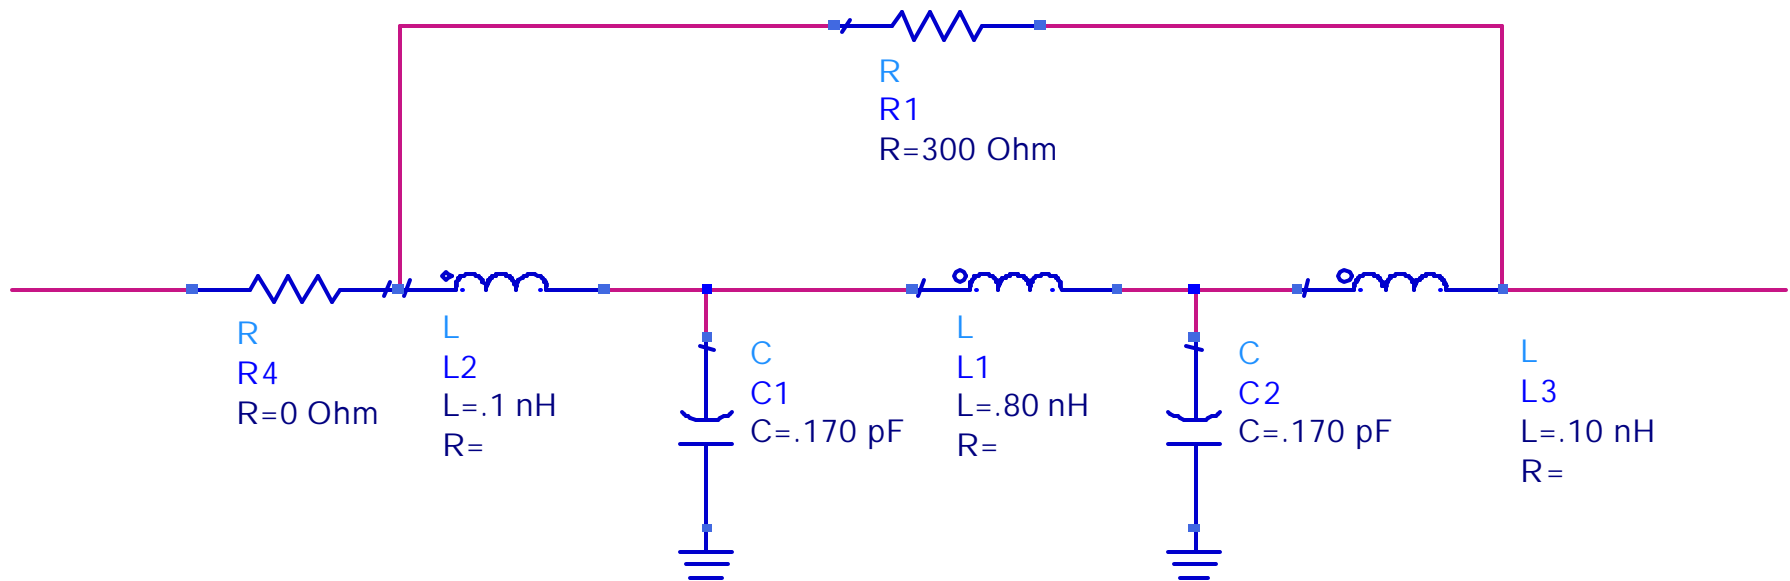 R
R1
R=300 Ohm
R
R4
R=0 Ohm
L
L2
L=.1 nH
R=
C
C1
C=.170 pF
L
L1
L=.80 nH
R=
C
C2
C=.170 pF
L
L3
L=.10 nH
R=